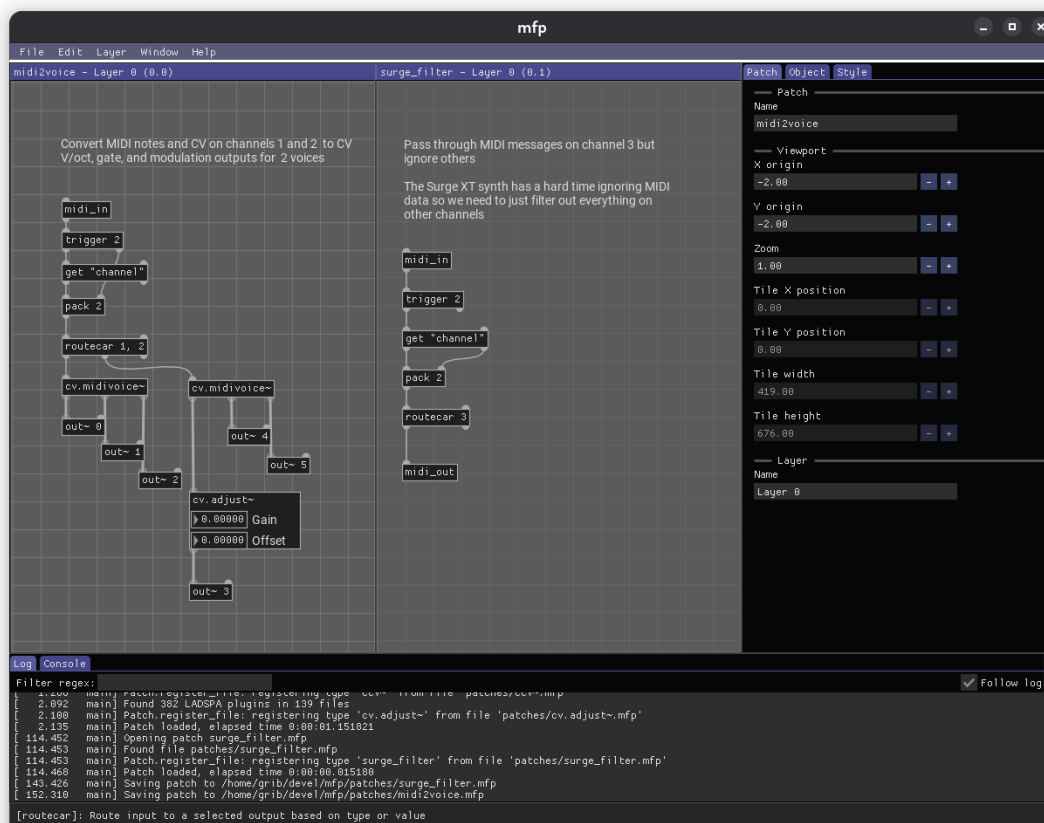 mfp
File Edit Layer Window Help
midi2voice - Layer 0 (0.0)
Convert MIDI notes and CV on channels 1 and 2 to CV
V/oct, gate, and modulation outputs for 2 voices
midi_in
trigger 2
get "channel"
pack 2
routecar 1, 2
cv.midivoice~ cv.midivoice~
out~ 0
out~ 4
out~ 1
out~ 5
out~ 2
cv.adjust~
0.00000 Gain
0.00000 Offset
out~ 3
surge_filter - Layer 0 (0.1)
Pass through MIDI messages on channel 3 but
ignore others
The Surge XT synth has a hard time ignoring MIDI
data so we need to just filter out everything on
other channels
midi_in
trigger 2
get "channel"
pack 2
routecar 3
midi_out
Patch Object Style
Patch
Name
midi2voice
Viewport
X origin
-2.00 - +
Y origin
-2.00 - +
Zoom
1.00 - +
Tile X position
0.00 - +
Tile Y position
0.00 - +
Tile width
419.00 - +
Tile height
676.00 - +
Layer
Name
Layer 0
Log Console
Filter regex: Follow log
main] Patch.register_file: registering type 'ccv~' from file 'patches/ccv~.mfp'
[ 2.092 main] Found 382 LADSPA plugins in 139 files
[ 2.100 main] Patch.register_file: registering type 'cv.adjust~' from file 'patches/cv.adjust~.mfp'
[ 2.135 main] Patch loaded, elapsed time 0:00:01.151821
[ 114.452 main] Opening patch surge_filter.mfp
[ 114.453 main] Found file patches/surge_filter.mfp
[ 114.453 main] Patch.register_file: registering type 'surge_filter' from file 'patches/surge_filter.mfp'
[ 114.468 main] Patch loaded, elapsed time 0:00:00.015180
[ 143.426 main] Saving patch to /home/grib/devel/mfp/patches/surge_filter.mfp
[ 152.310 main] Saving patch to /home/grib/devel/mfp/patches/midi2voice.mfp
[routecar]: Route input to a selected output based on type or value